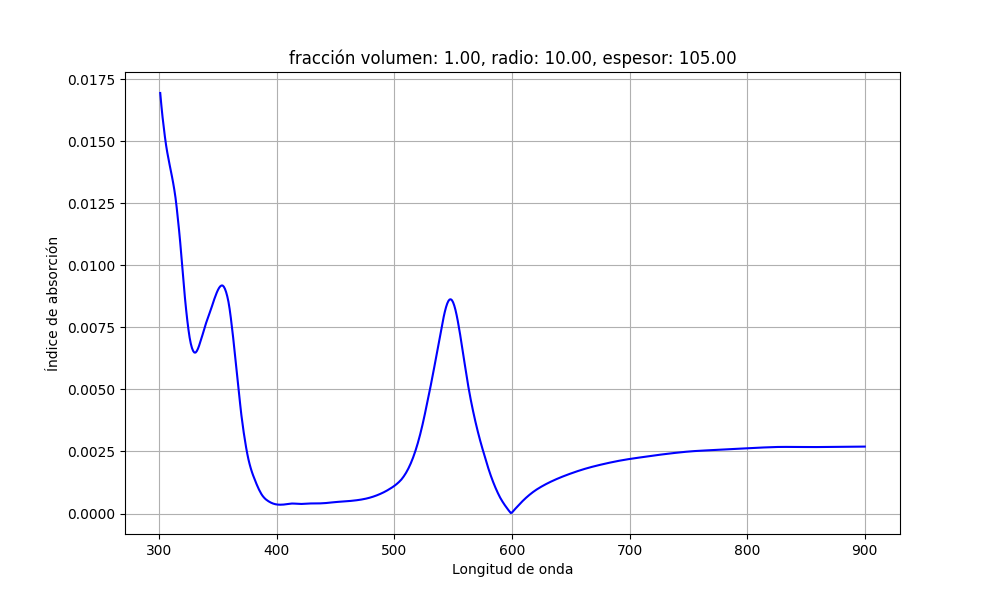 fracción volumen: 1.00, radio: 10.00, espesor: 105.00
0.0175
0.0150
0.0125
0.0100
0.0075
0.0050
0.0025
0.0000
Índice de absorción
300 400 500 600 700 800 900
Longitud de onda